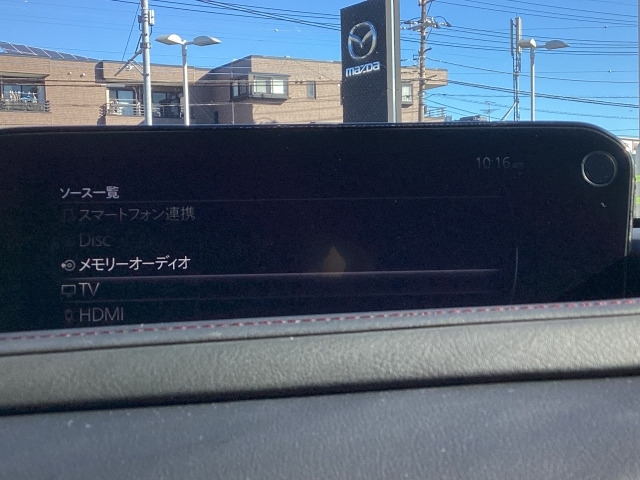 mazda
10:16
ソース一覧
スマートフォン連携
Disc
メモリーオーディオ
TV
HDMI